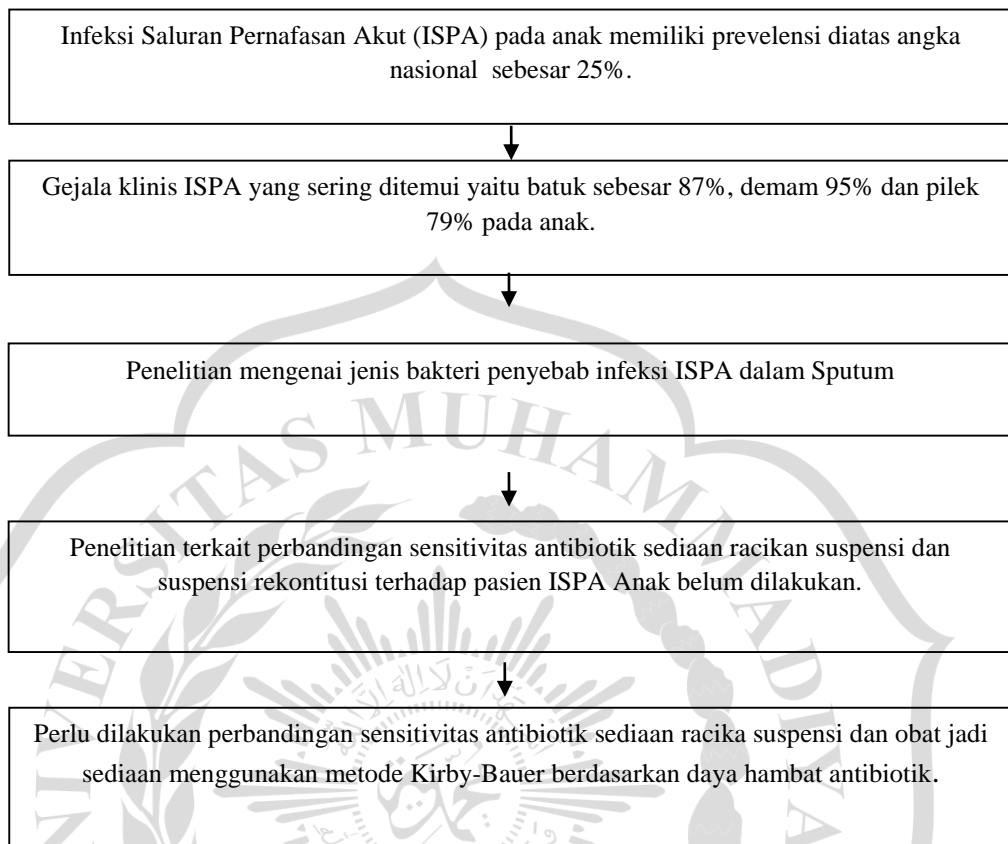 Infeksi Saluran Pernafasan Akut (ISPA) pada anak memiliki prevelensi diatas angka
nasional sebesar 25%.
Gejala klinis ISPA yang sering ditemui yaitu batuk sebesar 87%, demam 95% dan pilek
79% pada anak.
Penelitian mengenai jenis bakteri penyebab infeksi ISPA dalam Sputum
Penelitian terkait perbandingan sensitivitas antibiotik sediaan racikan suspensi dan
suspensi rekontitusi terhadap pasien ISPA Anak belum dilakukan.
Perlu dilakukan perbandingan sensitivitas antibiotik sediaan racika suspensi dan obat jadi
sediaan menggunakan metode Kirby-Bauer berdasarkan daya hambat antibiotik.
UNIVERSITAS MUHAMMADIYA